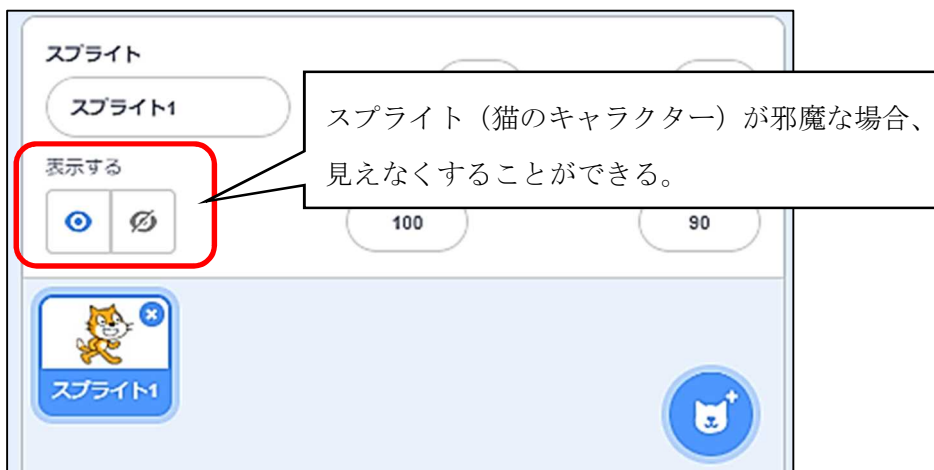 スプライト
スプライト1
スプライト（猫のキャラクター）が邪魔な場合、
見えなくすることができる。
表示する
100
90
スプライト1